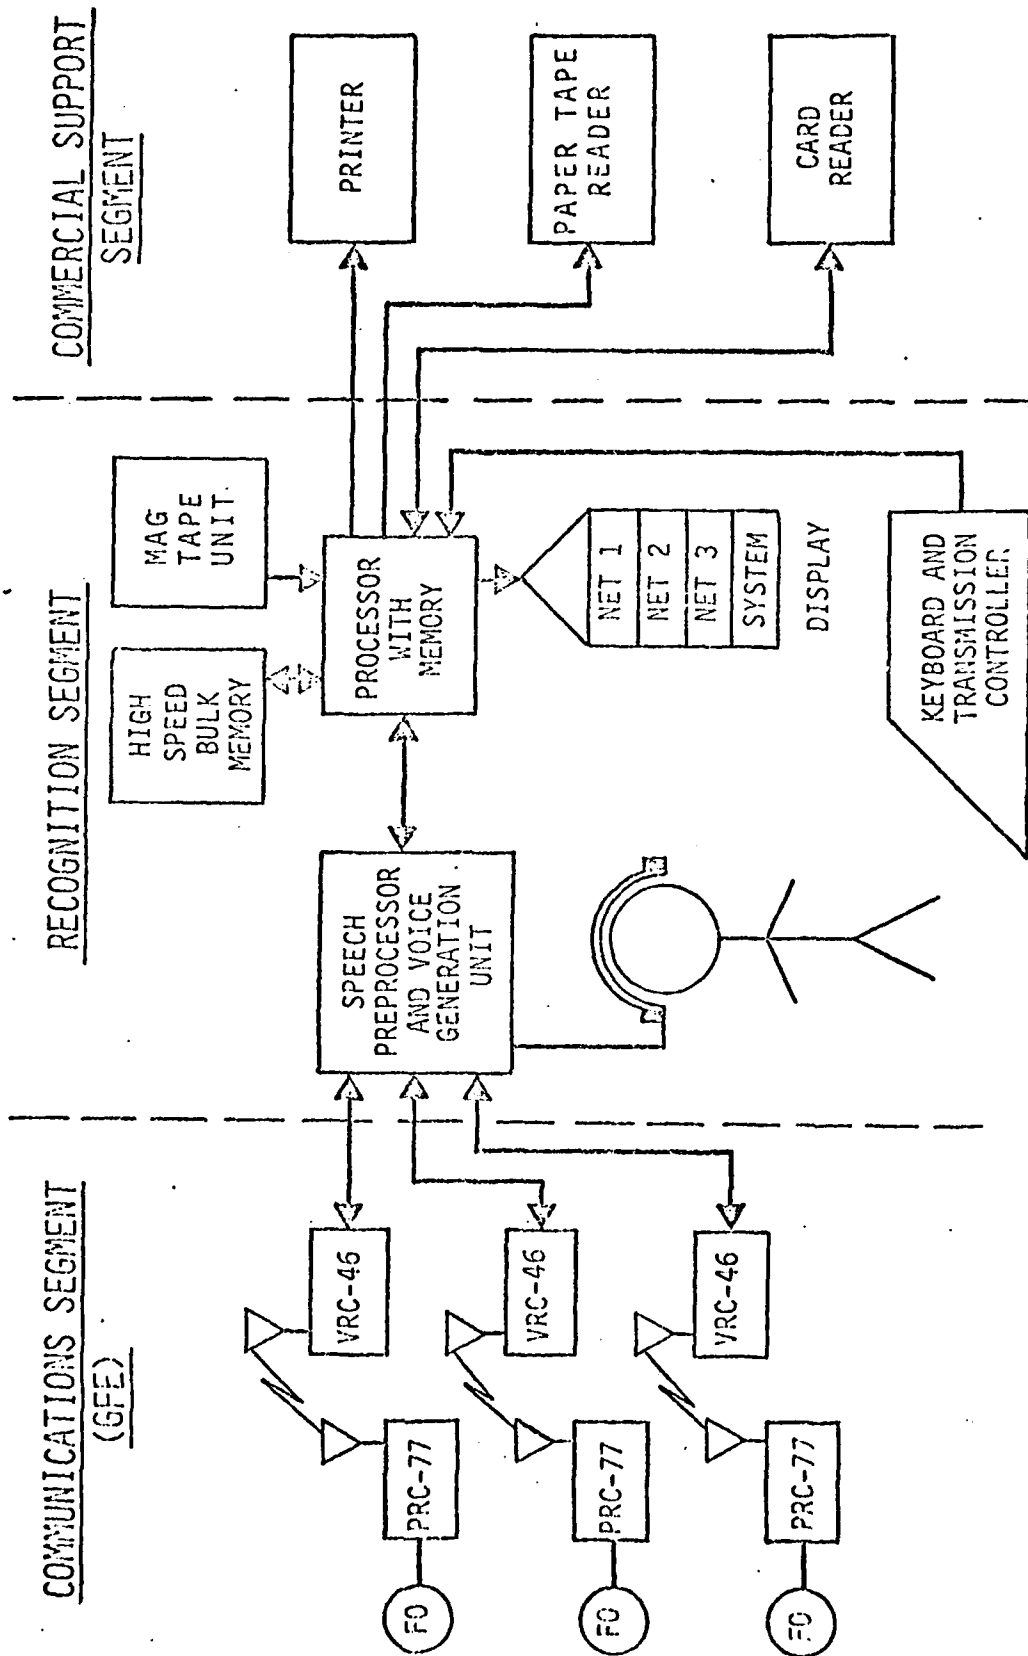 COMMUNICATIONS SEGMENT
(GFE)
RECOGNITION SEGMENT
COMMERCIAL SUPPORT
SEGMENT
FO
PRC-77
VRC-46
FO
PRC-77
VRC-46
FO
PRC-77
VRC-46
SPEECH
PREPROCESSOR
AND VOICE
GENERATION
UNIT
HIGH
SPEED
BULK
MEMORY
MAG
TAPE
UNIT
PROCESSOR
WITH
MEMORY
NET 1
NET 2
NET 3
SYSTEM
DISPLAY
KEYBOARD AND
TRANSMISSION
CONTROLLER
PRINTER
PAPER TAPE
READER
CARD
READER